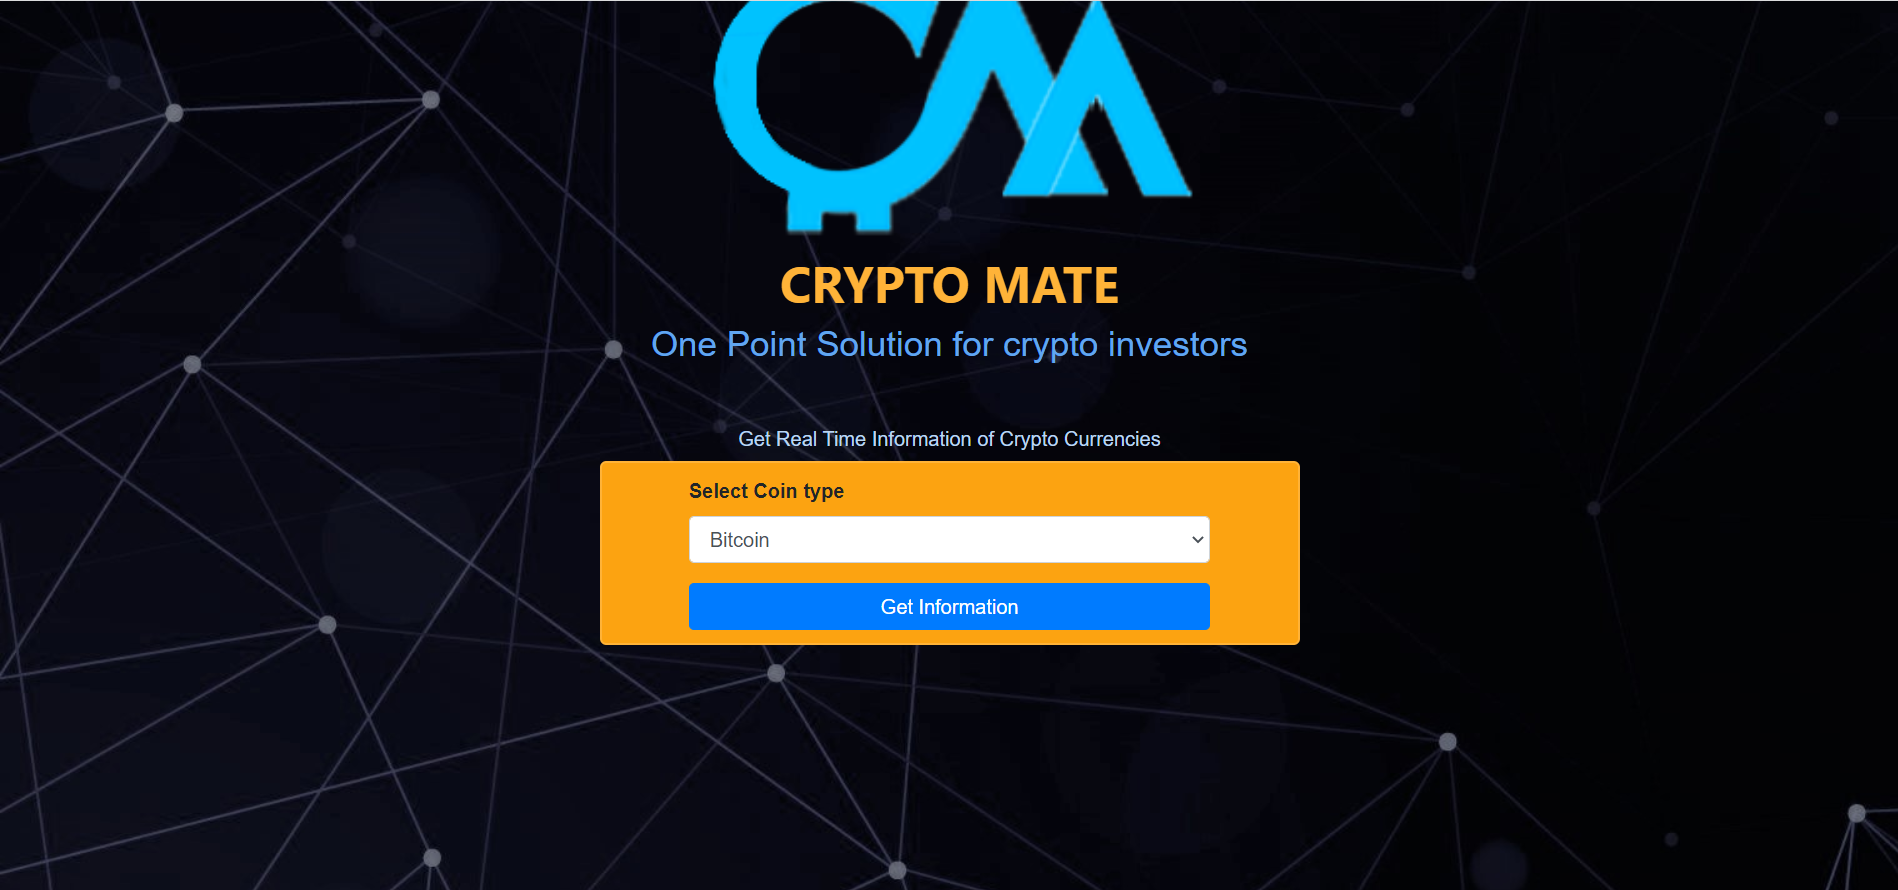 CRYPTO MATE
One Point Solution for crypto investors
Get Real Time Information of Crypto Currencies
Select Coin type
Bitcoin
Get Information